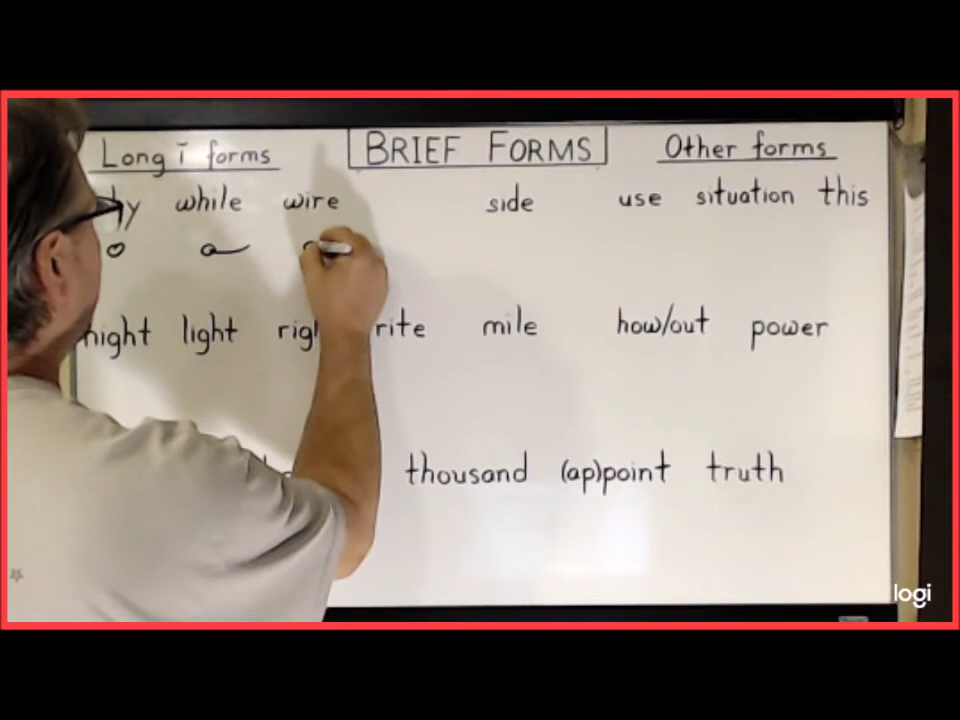 Long ī forms BRIEF FORMS Other forms
while wire side use situation this
night light rite mile how/out power
thousand (ap)point truth
logi